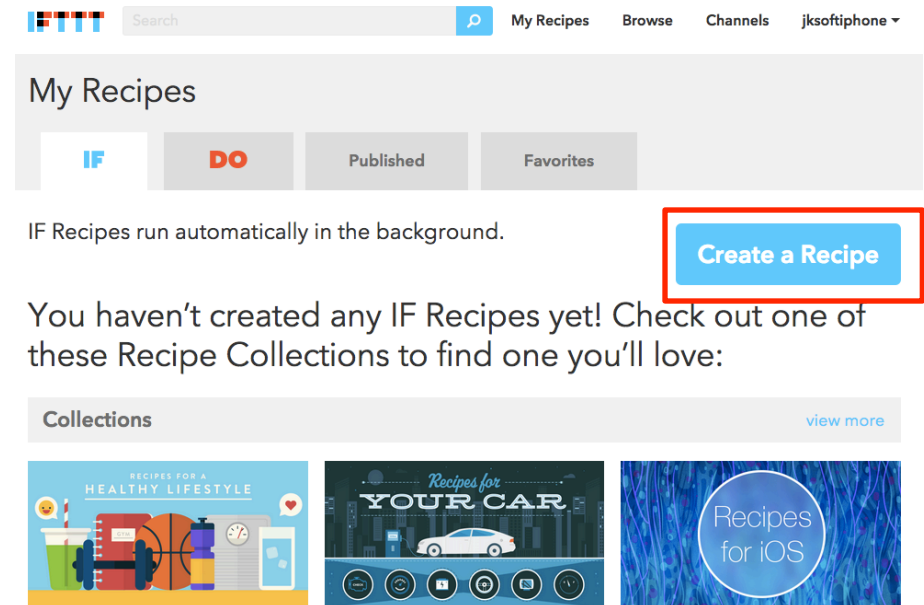 IFTTT
Search
My Recipes
Browse
Channels
jksoftiphone
My Recipes
IF
DO
Published
Favorites
IF Recipes run automatically in the background.
Create a Recipe
You haven’t created any IF Recipes yet! Check out one of
these Recipe Collections to find one you’ll love:
Collections
view more
RECIPES FOR A
HEALTHY LIFESTYLE
GYM
Recipes for
YOUR CAR
CHECK
Recipes
for iOS